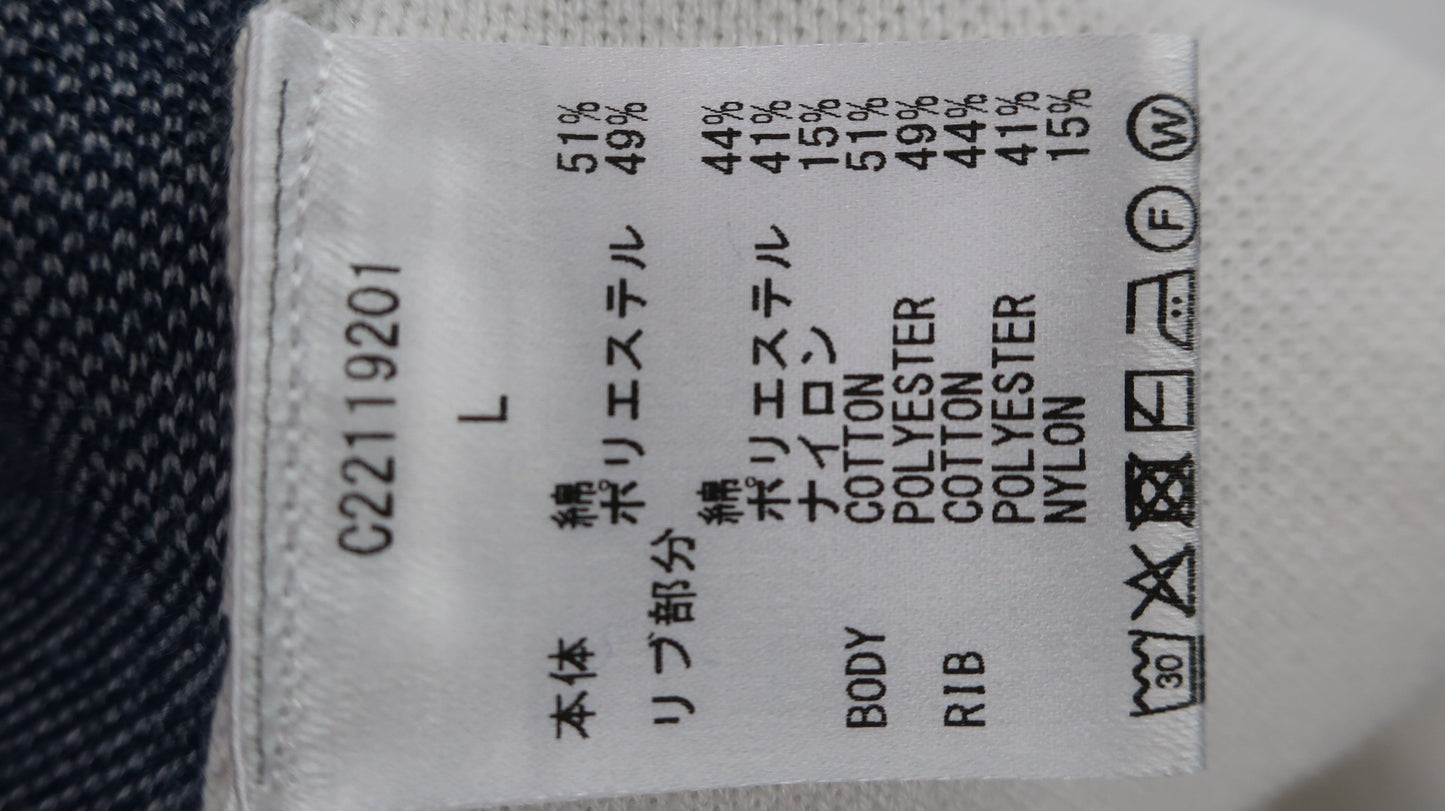 C22119201
L
本体 綿 51%
ポリエステル 49%
リブ部分
綿 44%
ポリエステル 41%
ナイロン 15%
BODY COTTON 51%
POLYESTER 49%
RIB COTTON 44%
POLYESTER 41%
NYLON 15%
30 F W